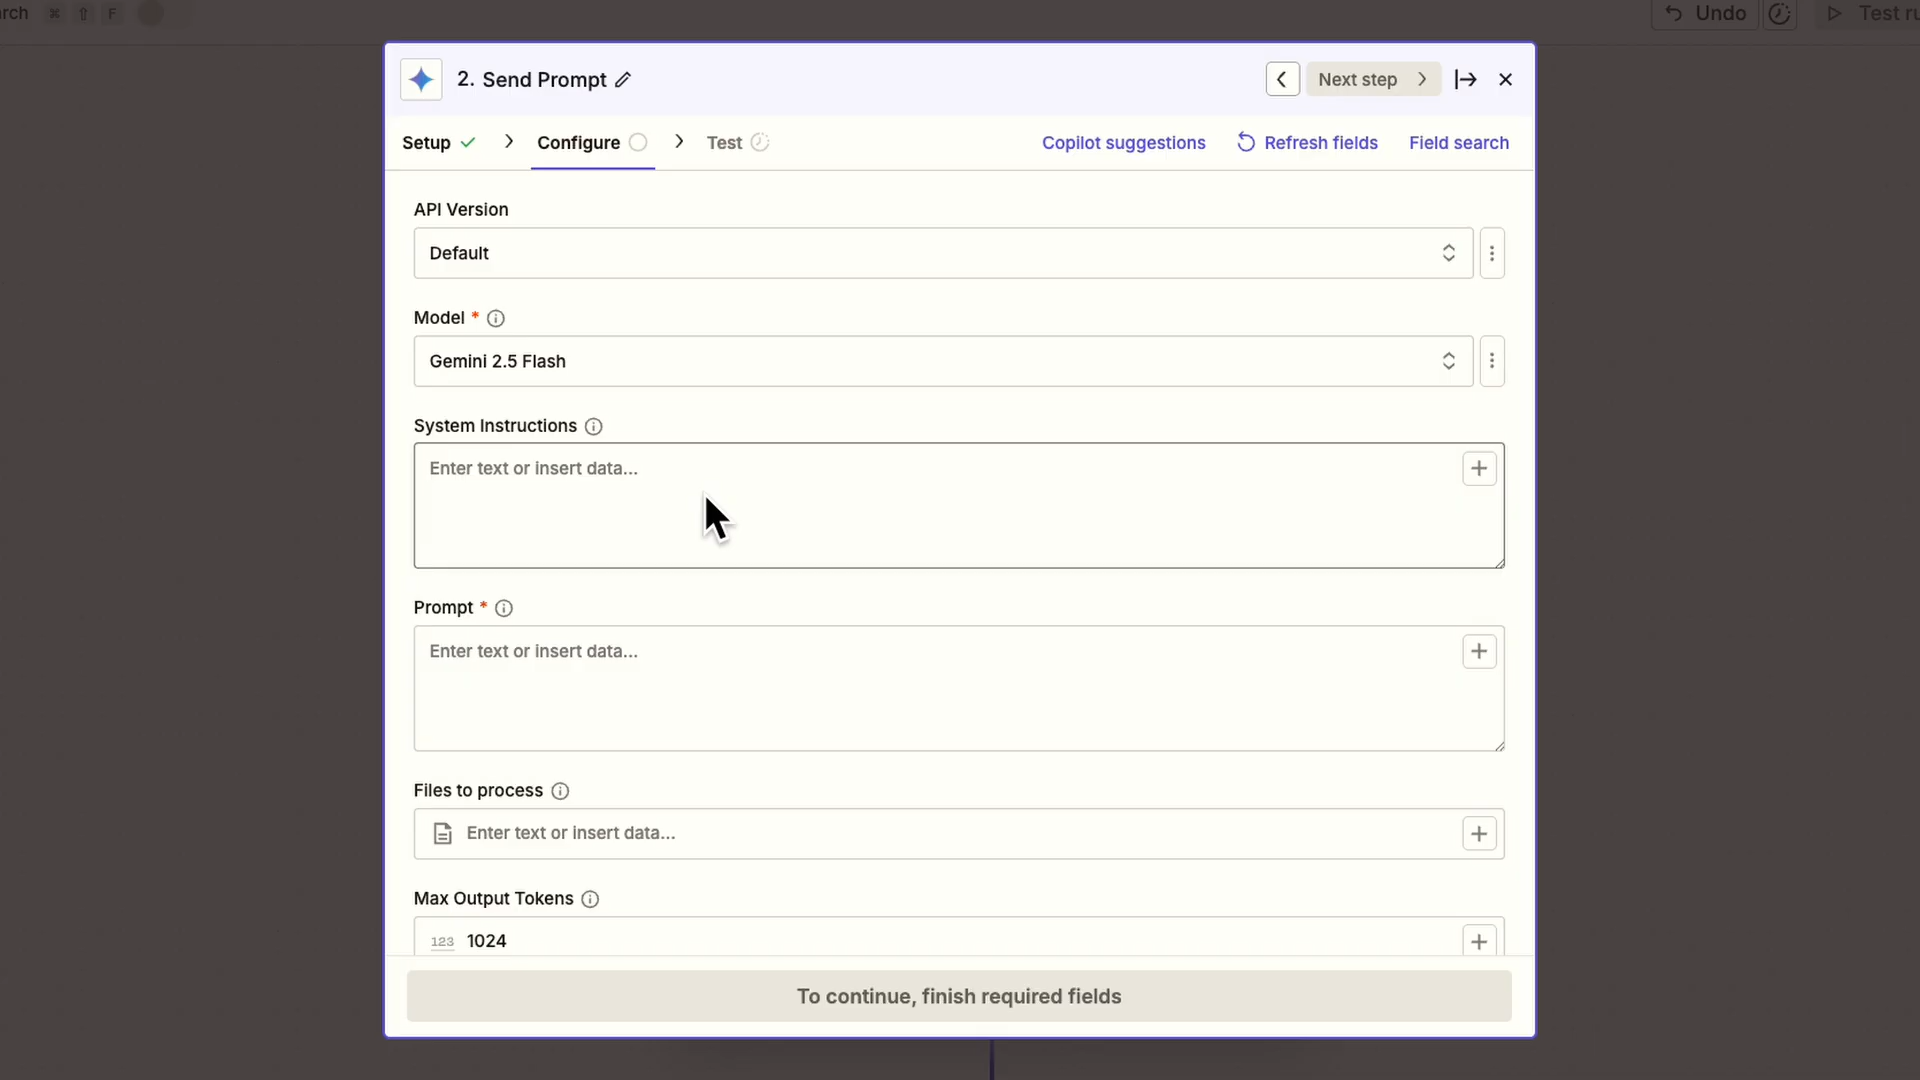 rch ⌘ ⇧ F
Undo
Test ru
2. Send Prompt
Next step
Setup
Configure
Test
Copilot suggestions
Refresh fields
Field search
API Version
Default
Model *
Gemini 2.5 Flash
System Instructions
Enter text or insert data...
Prompt *
Enter text or insert data...
Files to process
Enter text or insert data...
Max Output Tokens
123 1024
To continue, finish required fields